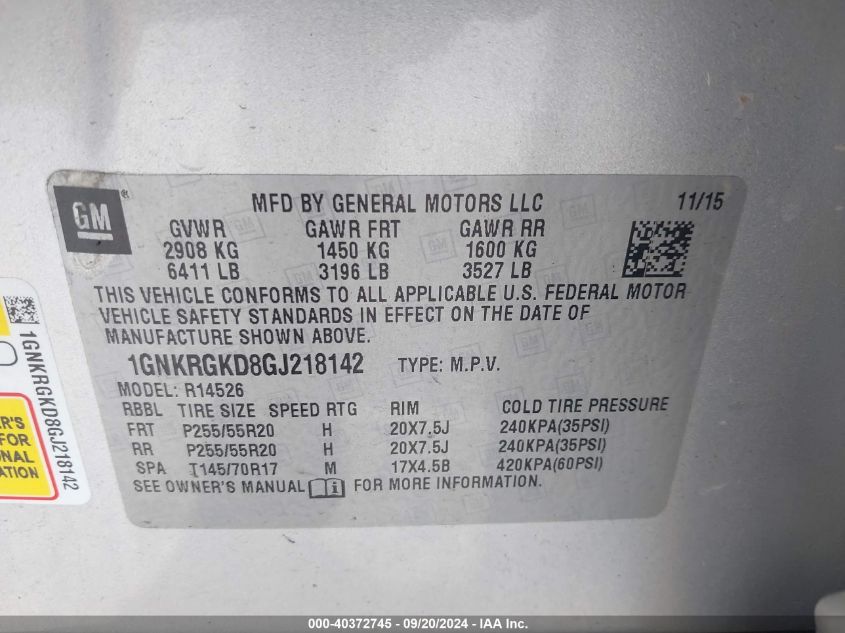 GM
®
MFD BY GENERAL MOTORS LLC 11/15
GVWR GAWR FRT GAWR RR
2908 KG 1450 KG 1600 KG
6411 LB 3196 LB 3527 LB
THIS VEHICLE CONFORMS TO ALL APPLICABLE U.S. FEDERAL MOTOR
VEHICLE SAFETY STANDARDS IN EFFECT ON THE DATE OF
MANUFACTURE SHOWN ABOVE.
1GNKRGKD8GJ218142 TYPE: M.P.V.
MODEL: R14526
RBBL TIRE SIZE SPEED RTG RIM COLD TIRE PRESSURE
FRT P255/55R20 H 20X7.5J 240KPA(35PSI)
RR P255/55R20 H 20X7.5J 240KPA(35PSI)
SPA T145/70R17 M 17X4.5B 420KPA(60PSI)
SEE OWNER'S MANUAL FOR MORE INFORMATION.
1GNKRGKD8GJ218142
ER'S
FOR
ONAL
TION
000-40372745 - 09/20/2024 - IAA Inc.